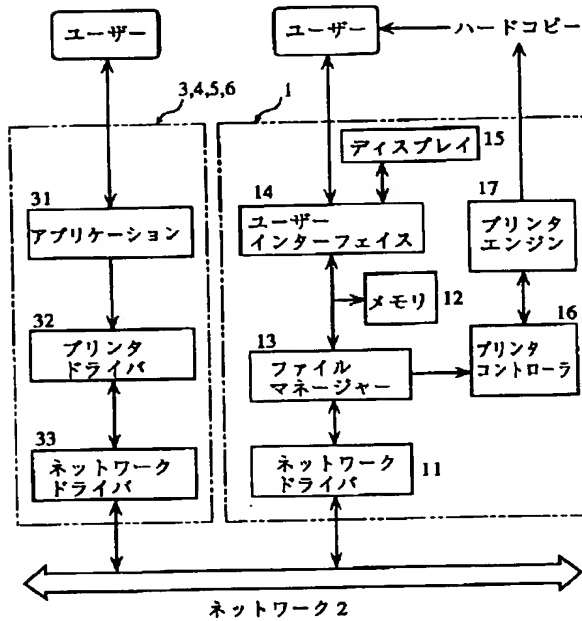 ユーザー
ユーザー
ハードコピー
3,4,5,6
1
31
アプリケーション
32
プリンタ
ドライバ
33
ネットワーク
ドライバ
ディスプレイ
15
14
ユーザー
インターフェイス
メモリ
12
13
ファイル
マネージャー
ネットワーク
ドライバ
11
17
プリンタ
エンジン
16
プリンタ
コントローラ
ネットワーク2